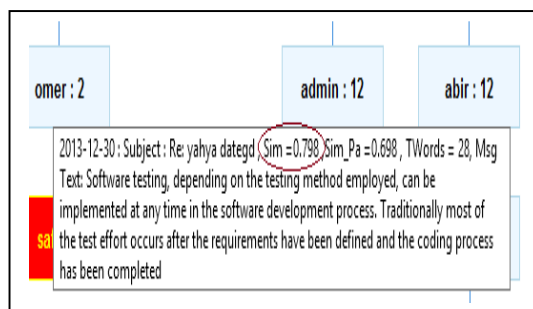 omer : 2
admin : 12
abir : 12
2013-12-30 : Subject : Re: yahya dategd , Sim =0.798 ,Sim_Pa =0.698 , TWords = 28, Msg
Text: Software testing, depending on the testing method employed, can be
implemented at any time in the software development process. Traditionally most of
the test effort occurs after the requirements have been defined and the coding process
has been completed